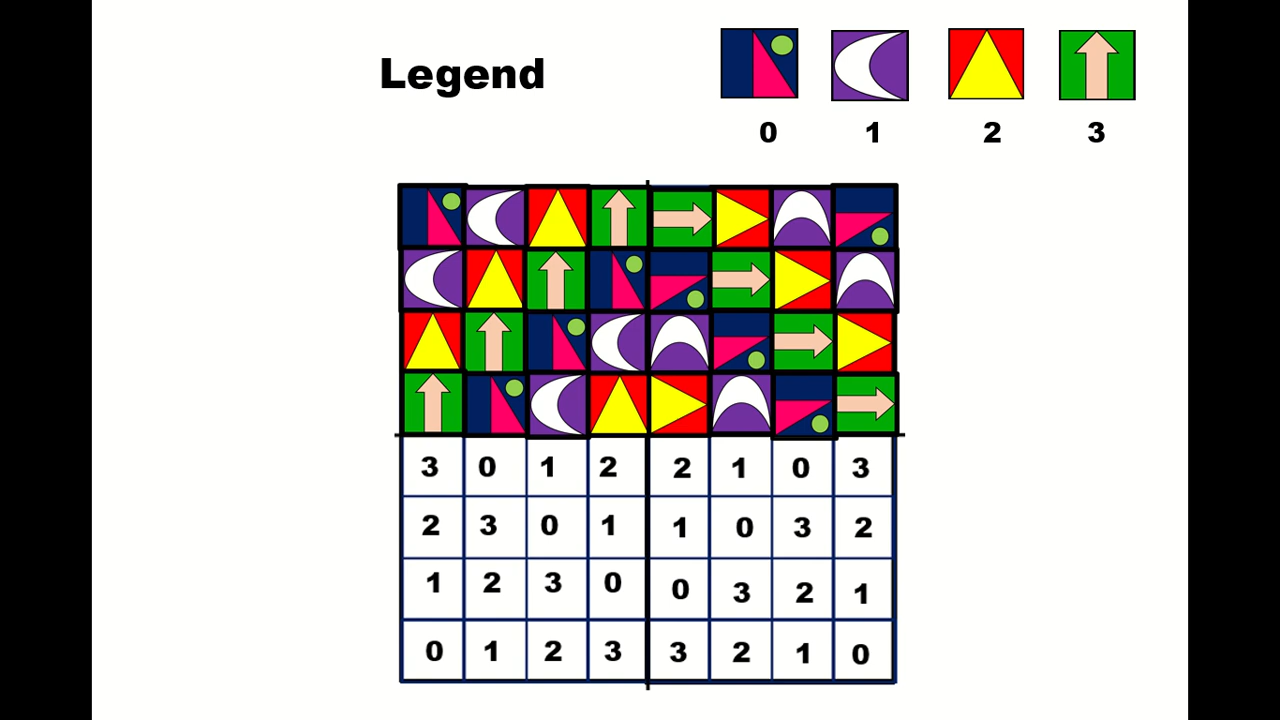 Legend
0 1 2 3
3 0 1 2 2 1 0 3
2 3 0 1 1 0 3 2
1 2 3 0 0 3 2 1
0 1 2 3 3 2 1 0